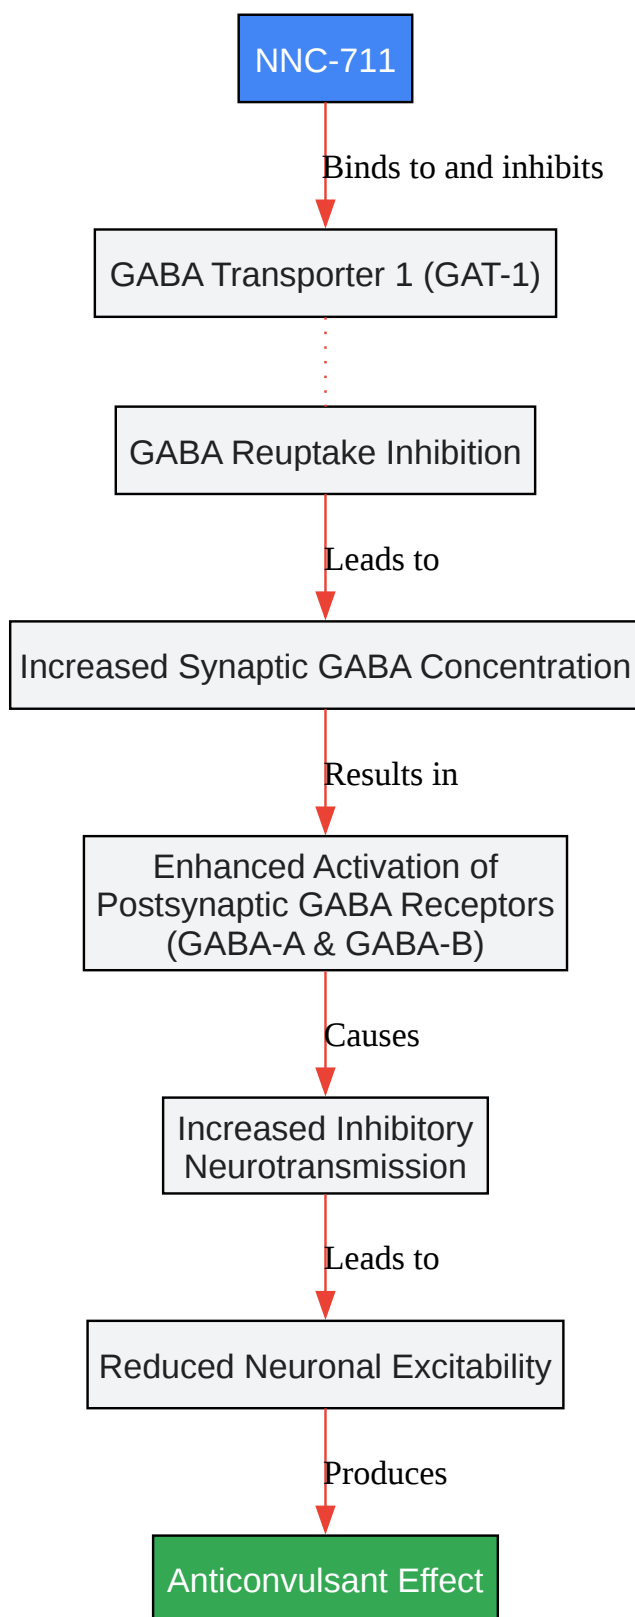 NNC-711
Binds to and inhibits
GABA Transporter 1 (GAT-1)
GABA Reuptake Inhibition
Leads to
Increased Synaptic GABA Concentration
Results in
Enhanced Activation of
Postsynaptic GABA Receptors
(GABA-A & GABA-B)
Causes
Increased Inhibitory
Neurotransmission
Leads to
Reduced Neuronal Excitability
Produces
Anticonvulsant Effect